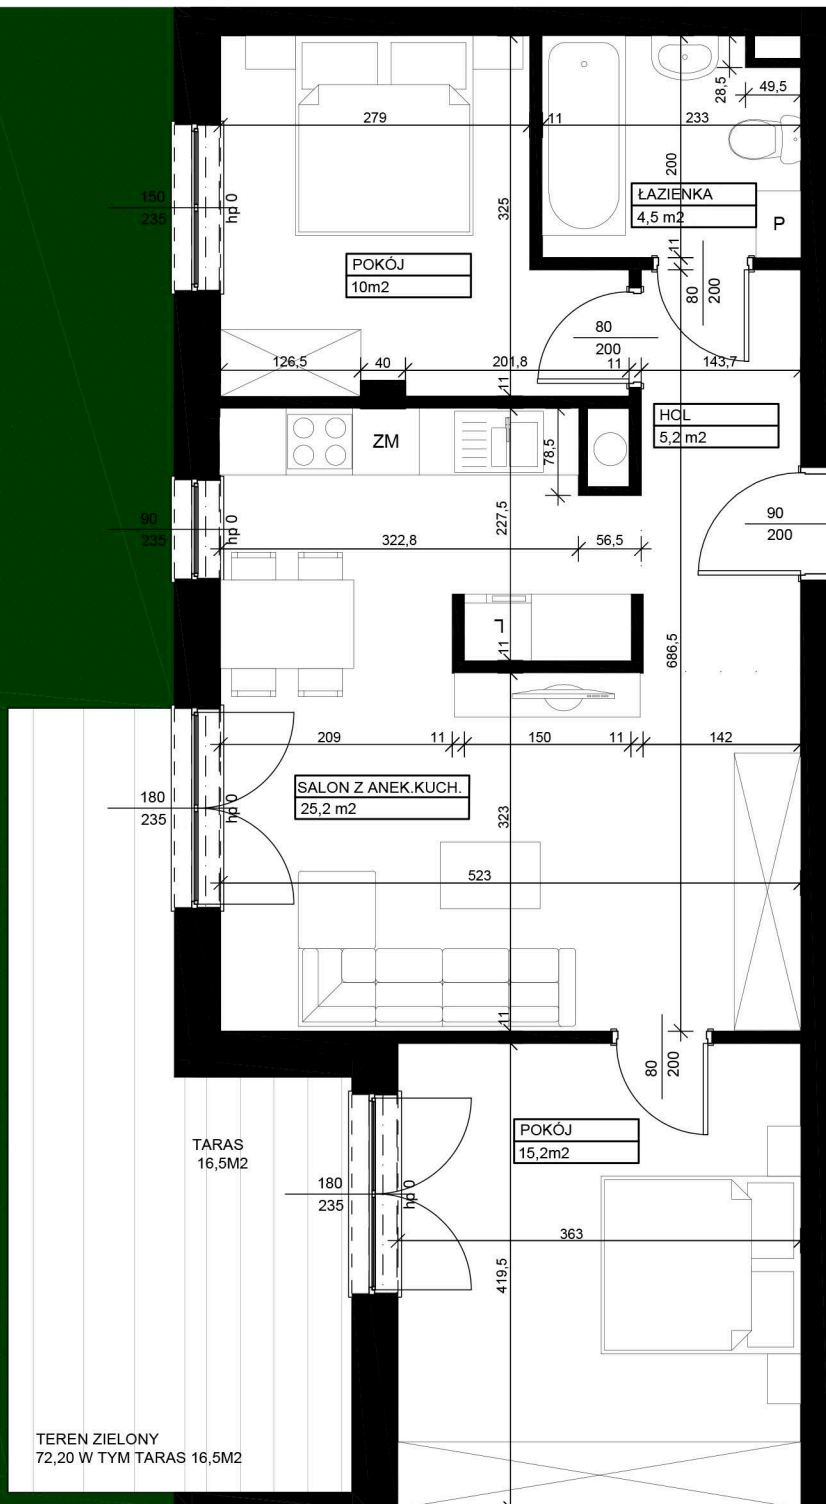 279
11
233
28,5
49,5
200
150
235
hp 0
325
ŁAZIENKA
4,5 m2
P
11
POKÓJ
10m2
80
200
80
200
126,5
40
201,8
11
143,7
11
HOL
5,2 m2
ZM
78,5
90
235
hp 0
227,5
90
200
322,8
56,5
L
11
686,5
209
11
150
11
142
180
235
hp 0
SALON Z ANEK.KUCH.
25,2 m2
323
523
11
80
200
POKÓJ
15,2m2
TARAS
16,5M2
180
235
hp 0
363
419,5
TEREN ZIELONY
72,20 W TYM TARAS 16,5M2